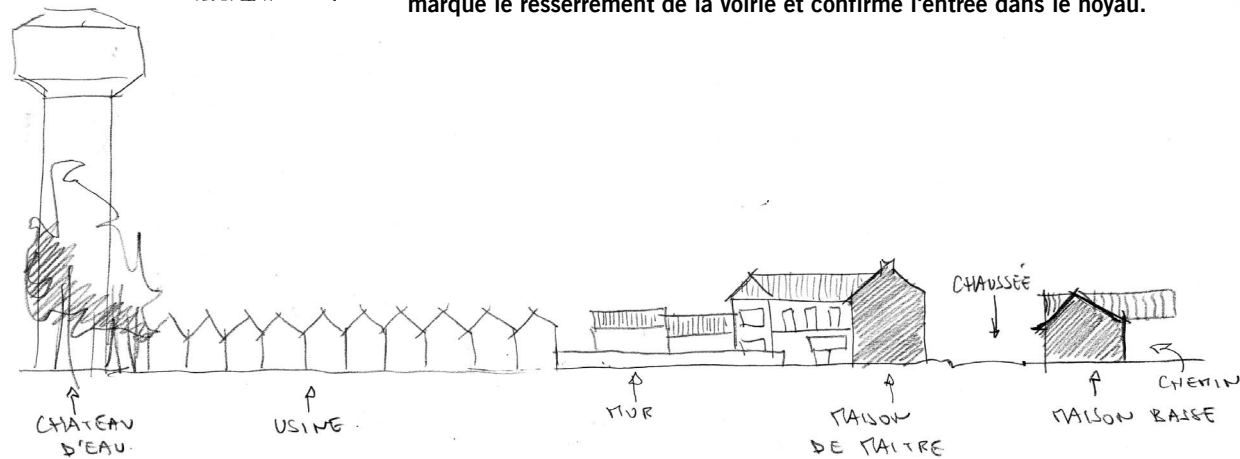 marque le resserrement de la voirie et confirme l'entrée dans le noyau.
CHAUSSÉE
CHATEAU
D'EAU.
USINE.
MUR
MAISON
DE MAITRE
MAISON BASSE
CHEMIN